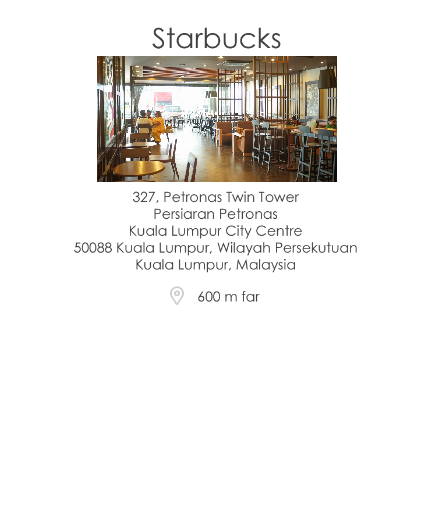 Starbucks
327, Petronas Twin Tower
Persiaran Petronas
Kuala Lumpur City Centre
50088 Kuala Lumpur, Wilayah Persekutuan
Kuala Lumpur, Malaysia
600 m far